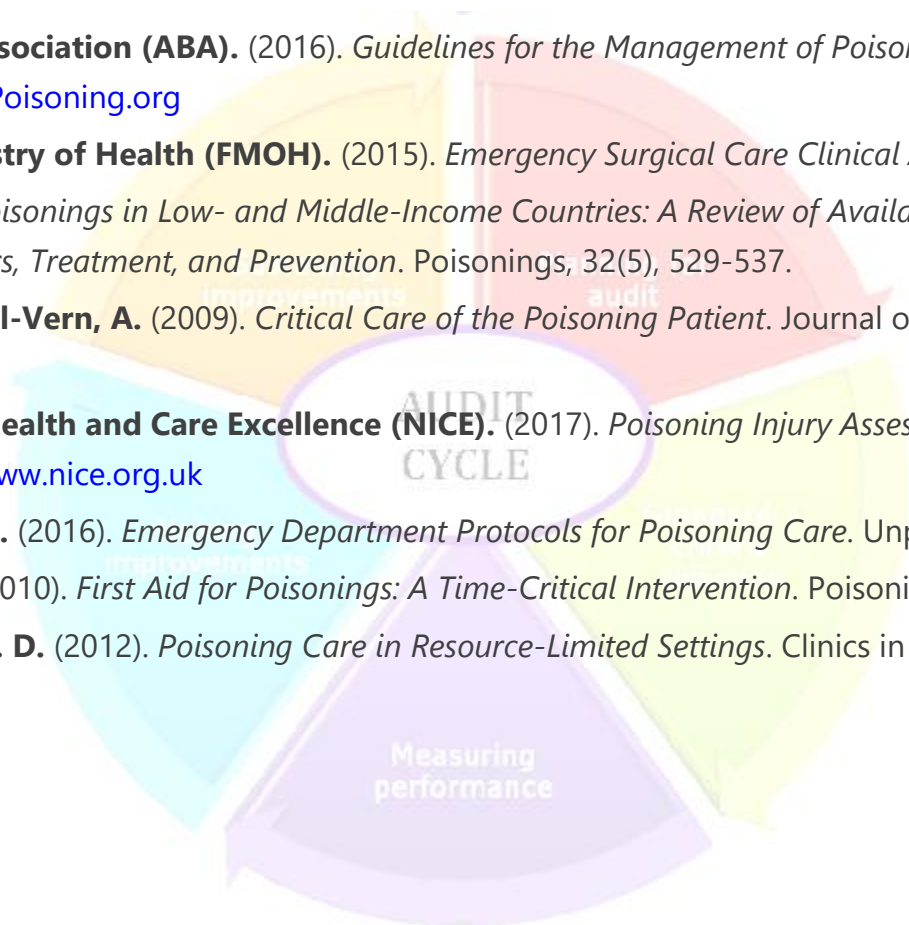 sociation (ABA). (2016). Guidelines for the Management of Poison
Poisoning.org
stry of Health (FMOH). (2015). Emergency Surgical Care Clinical
oisonings in Low- and Middle-Income Countries: A Review of Availa
s, Treatment, and Prevention. Poisonings, 32(5), 529-537.
improvements
audit
l-Vern, A. (2009). Critical Care of the Poisoning Patient. Journal o
AUDIT
ealth and Care Excellence (NICE). (2017). Poisoning Injury Asses
CYCLE
ww.nice.org.uk
. (2016). Emergency Department Protocols for Poisoning Care. Unp
improvements
010). First Aid for Poisonings: A Time-Critical Intervention. Poisoni
. D. (2012). Poisoning Care in Resource-Limited Settings. Clinics in
Measuring
performance